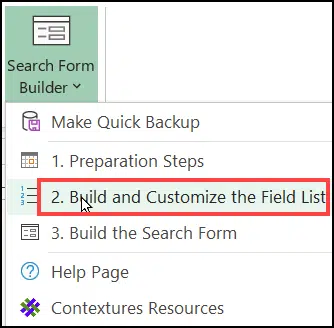 Search Form
Builder
Make Quick Backup
1. Preparation Steps
2. Build and Customize the Field List
3. Build the Search Form
Help Page
Contextures Resources